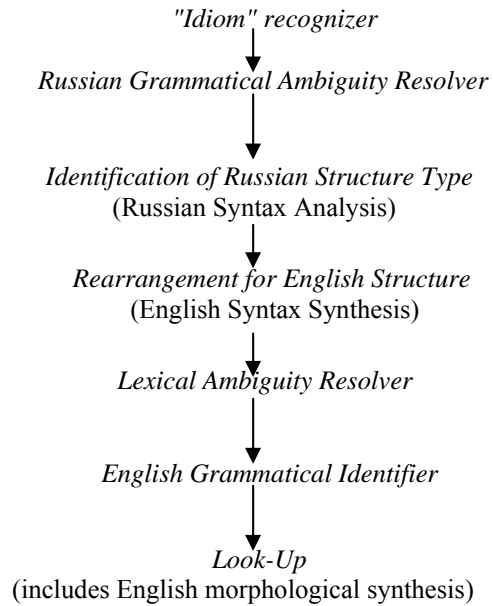 "Idiom" recognizer
Russian Grammatical Ambiguity Resolver
Identification of Russian Structure Type
(Russian Syntax Analysis)
Rearrangement for English Structure
(English Syntax Synthesis)
Lexical Ambiguity Resolver
English Grammatical Identifier
Look-Up
(includes English morphological synthesis)